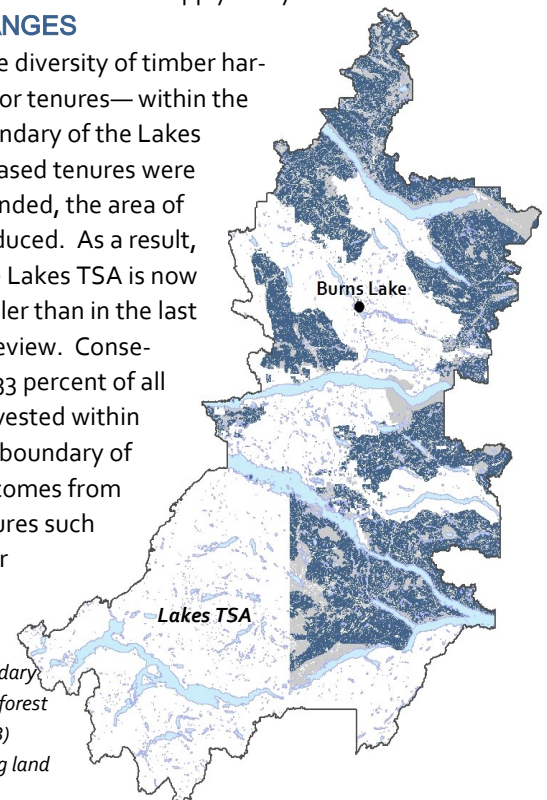 ANGES
e diversity of timber har-
or tenures— within the
ndary of the Lakes
ased tenures were
nded, the area of
duced. As a result,
e Lakes TSA is now
ller than in the last
eview. Conse-
33 percent of all
vested within
boundary of
comes from
ures such
r
Burns Lake
Lakes TSA
dary
forest
8)
g land